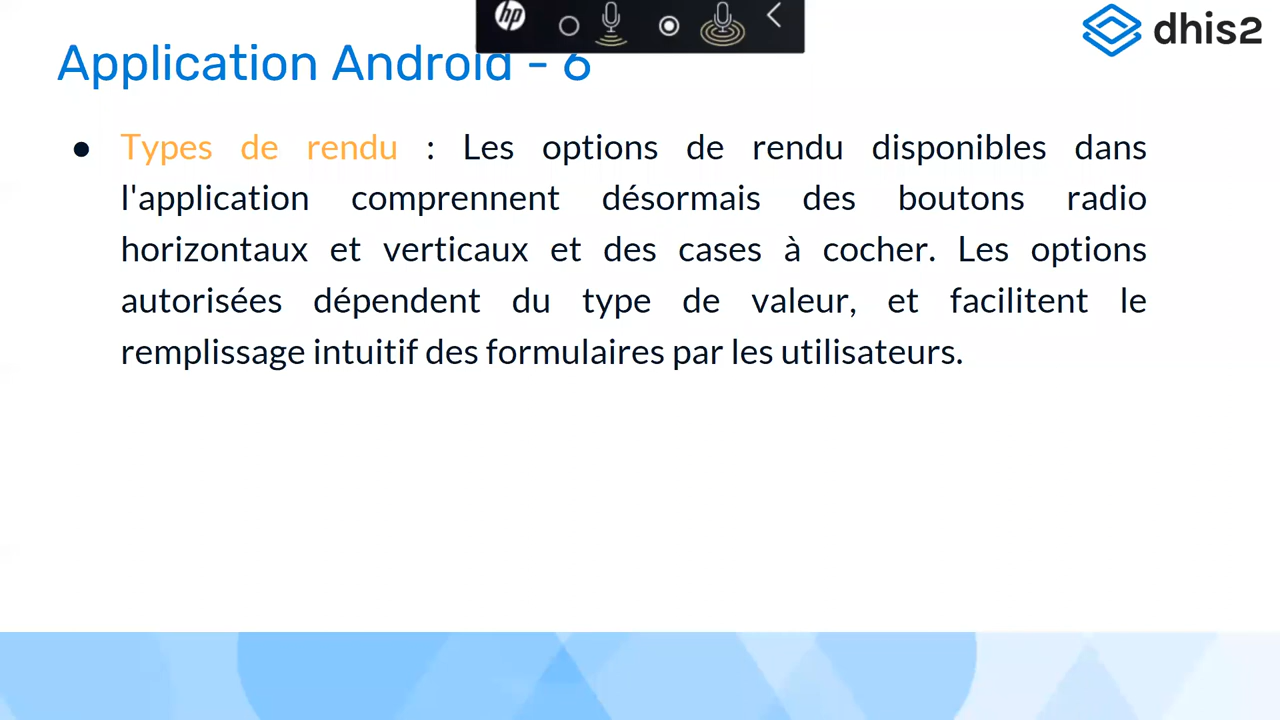 hp
dhis2
Application Android - 6
● Types de rendu : Les options de rendu disponibles dans
l'application comprennent désormais des boutons radio
horizontaux et verticaux et des cases à cocher. Les options
autorisées dépendent du type de valeur, et facilitent le
remplissage intuitif des formulaires par les utilisateurs.